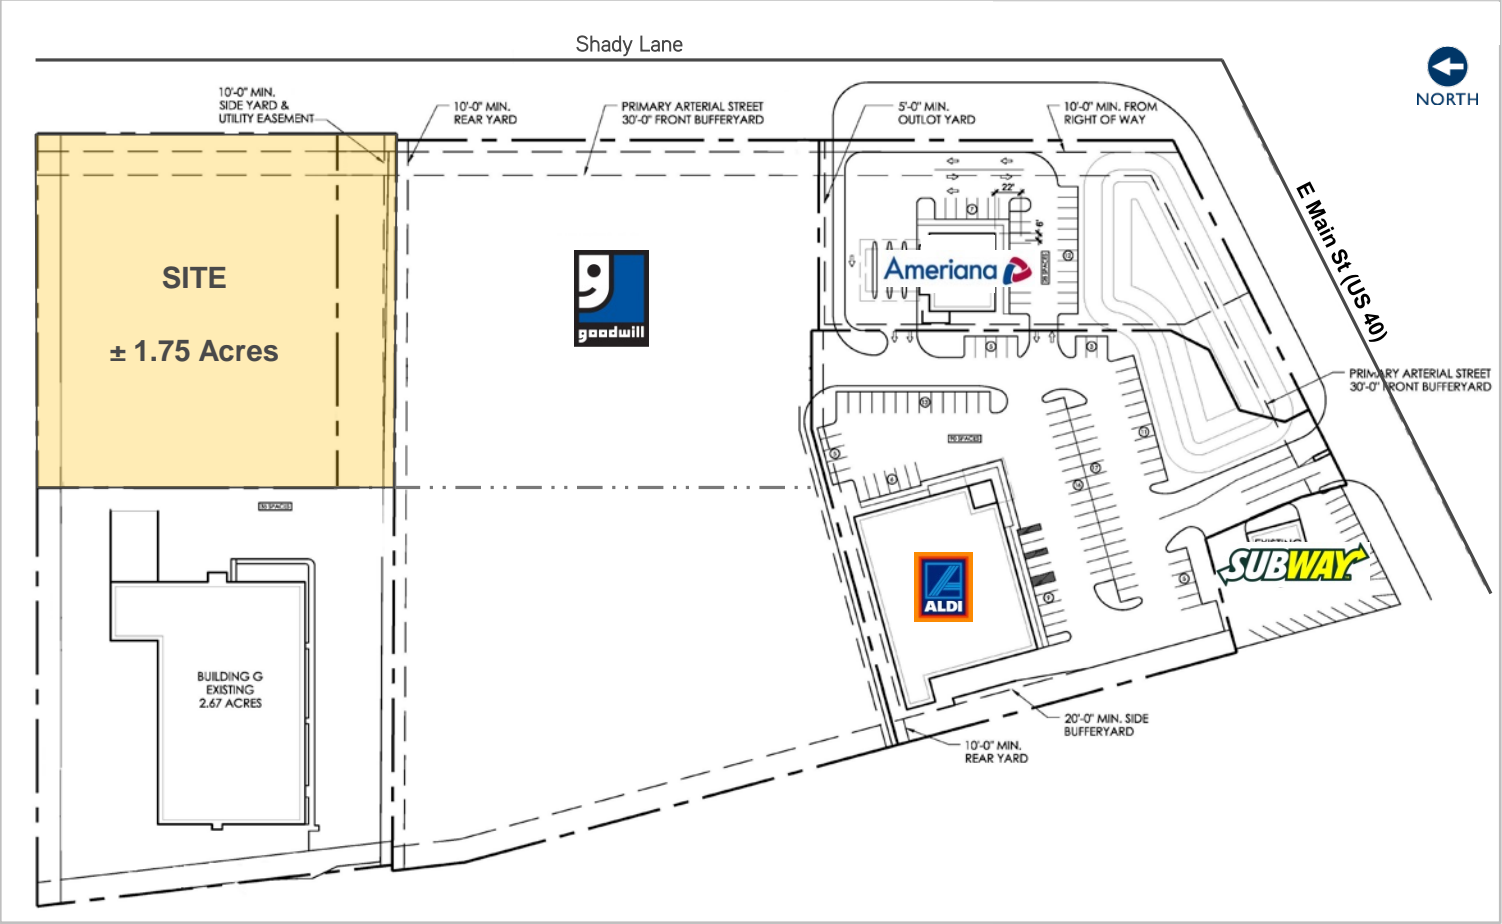 Shady Lane
NORTH
10'-0" MIN.
SIDE YARD &
UTILITY EASEMENT
10'-0" MIN.
REAR YARD
PRIMARY ARTERIAL STREET
30'-0" FRONT BUFFERYARD
5'-0" MIN.
OUTLOT YARD
10'-0" MIN. FROM
RIGHT OF WAY
22'
6'
E Main St (US 40)
SITE
± 1.75 Acres
goodwill
Ameriana
PRIMARY ARTERIAL STREET
30'-0" FRONT BUFFERYARD
EXISTING
SUBWAY
ALDI
BUILDING G
EXISTING
2.67 ACRES
20'-0" MIN. SIDE
BUFFERYARD
10'-0" MIN.
REAR YARD